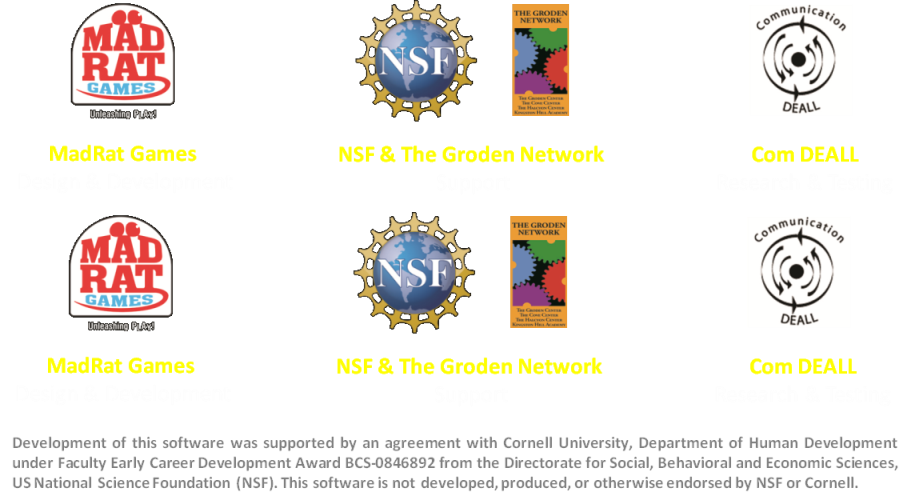 MAD
RAT
GAMES
Unleashing PLAy!
NSF
THE GRODEN
NETWORK
THE GRODEN CENTER
THE COVE CENTER
THE HALCYON CENTER
KINGSTON HILL ACADEMY
Communication
DEALL
MadRat Games
NSF & The Groden Network
Com DEALL
MAD
RAT
GAMES
Unleashing PLAy!
NSF
THE GRODEN
NETWORK
THE GRODEN CENTER
THE COVE CENTER
THE HALCYON CENTER
KINGSTON HILL ACADEMY
Communication
DEALL
MadRat Games
NSF & The Groden Network
Com DEALL
Development of this software was supported by an agreement with Cornell University, Department of Human Development
under Faculty Early Career Development Award BCS-0846892 from the Directorate for Social, Behavioral and Economic Sciences,
US National Science Foundation (NSF). This software is not developed, produced, or otherwise endorsed by NSF or Cornell.